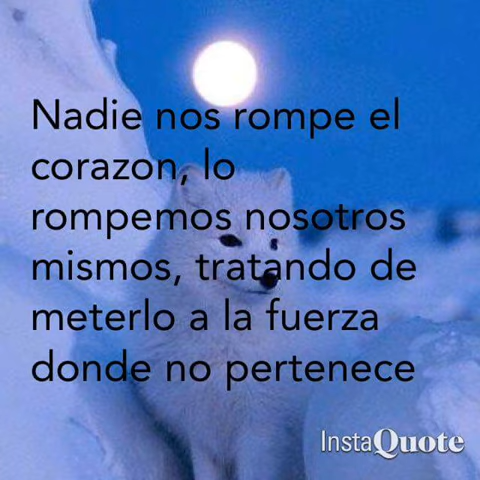 Nadie nos rompe el
corazon, lo
rompemos nosotros
mismos, tratando de
meterlo a la fuerza
donde no pertenece
InstaQuote